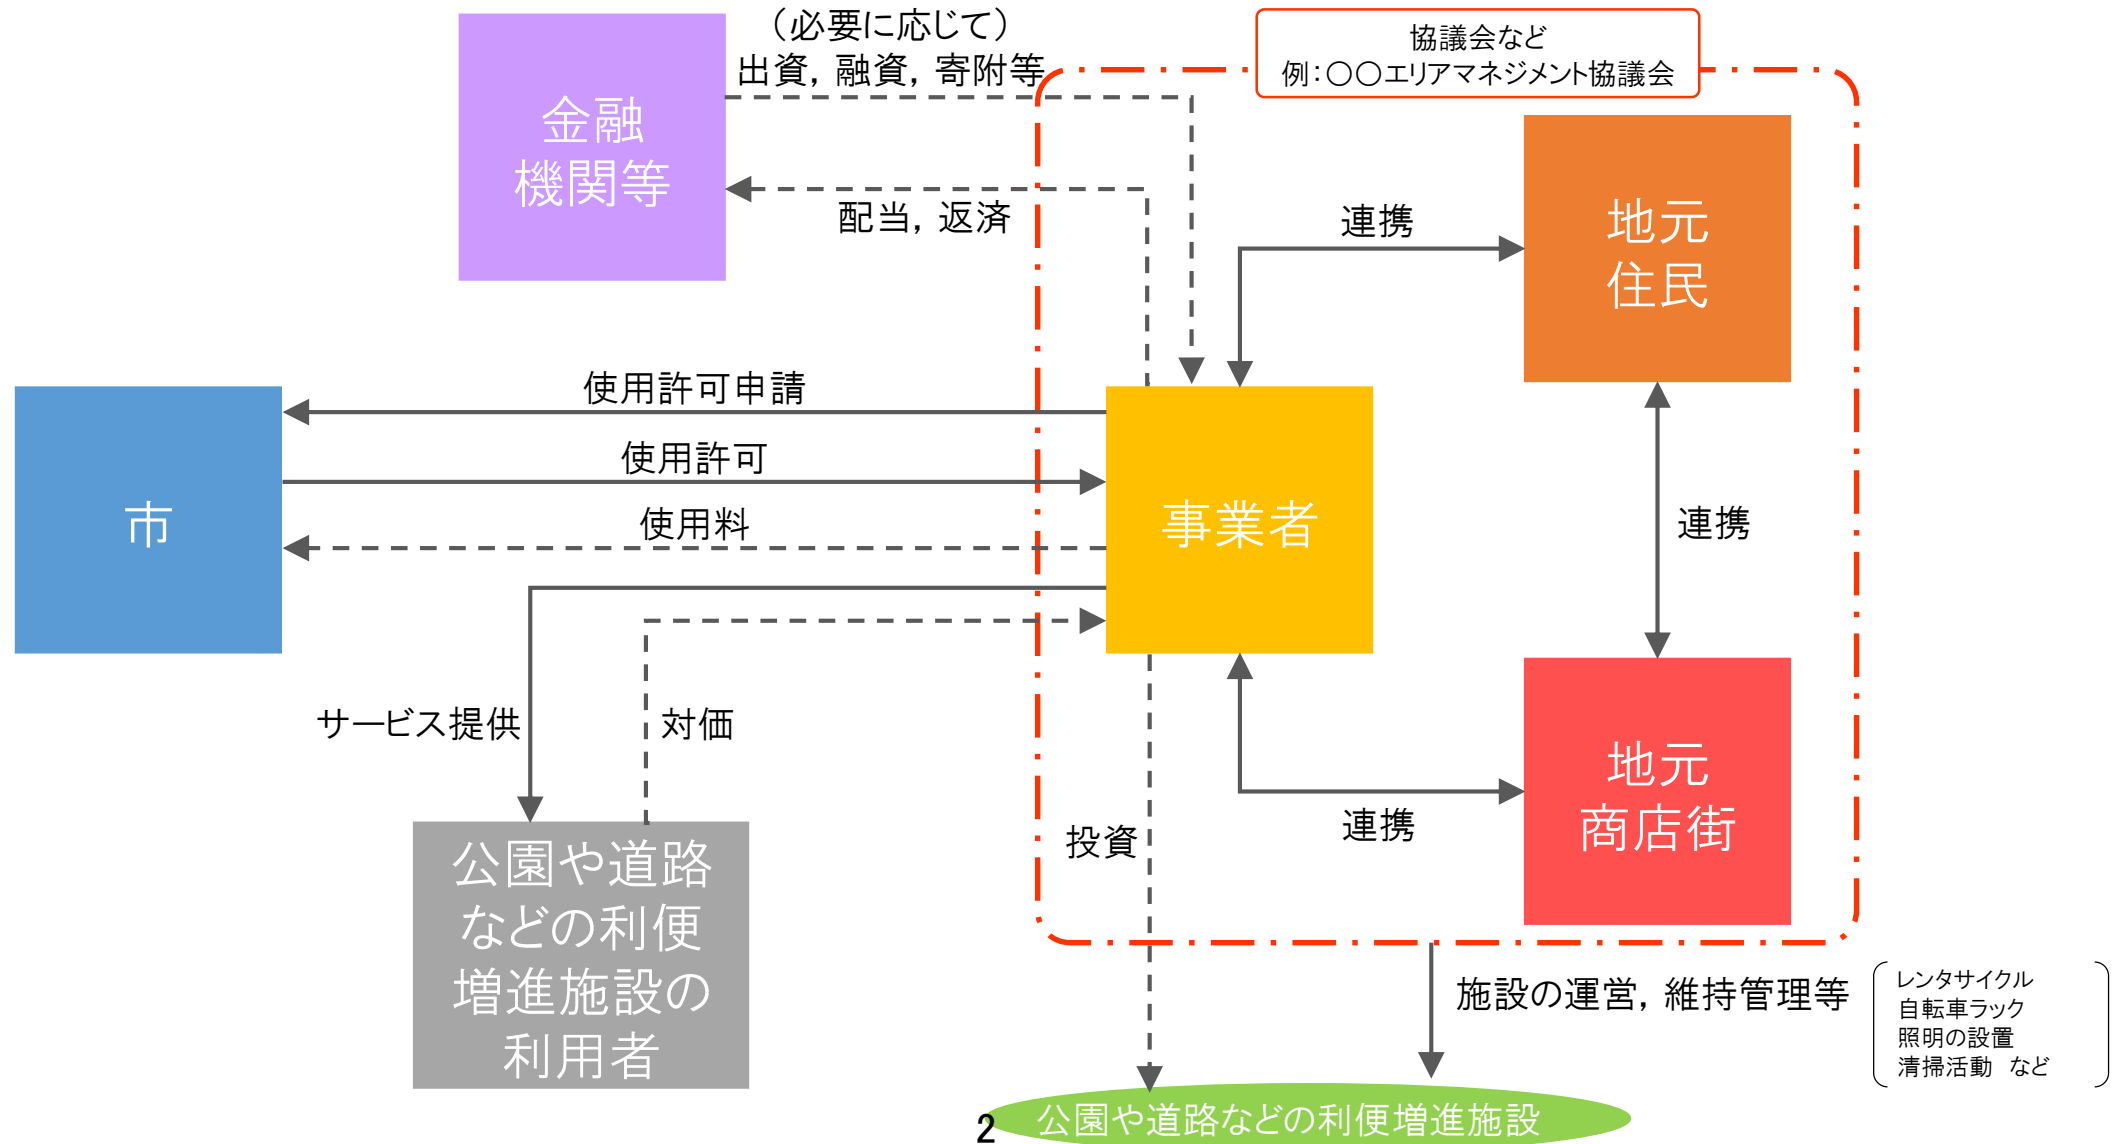 （必要に応じて）
出資，融資，寄附等
協議会など
例：〇〇エリアマネジメント協議会
金融
機関等
配当，返済
連携
地元
住民
使用許可申請
使用許可
使用料
市
事業者
連携
サービス提供
対価
投資
連携
地元
商店街
公園や道路
などの利便
増進施設の
利用者
施設の運営，維持管理等
レンタサイクル
自転車ラック
照明の設置
清掃活動　など
公園や道路などの利便増進施設
2